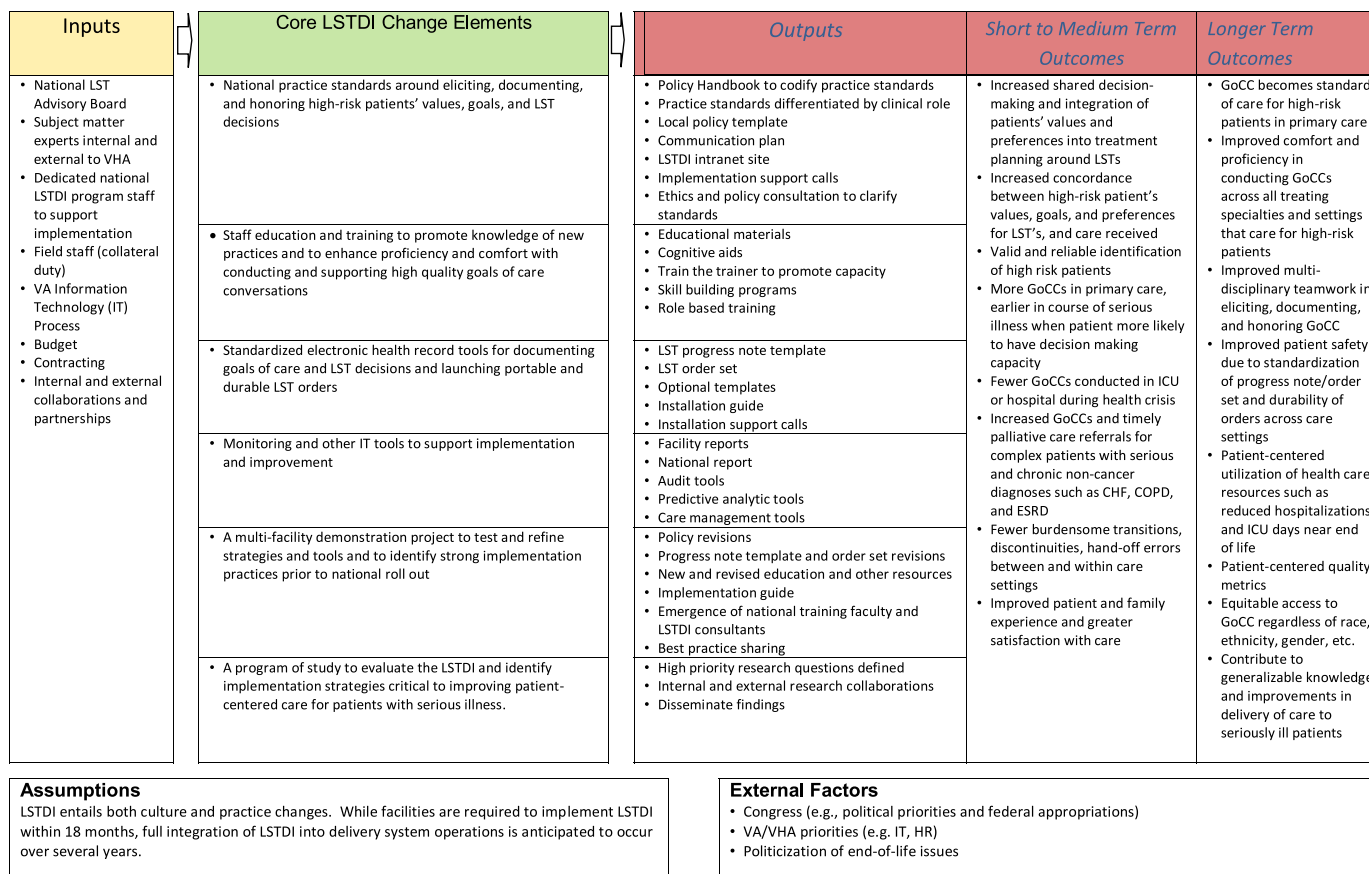 Inputs
• National LST
Advisory Board
• Subject matter
experts internal and
external to VHA
• Dedicated national
LSTDI program staff
to support
implementation
• Field staff (collateral
duty)
• VA Information
Technology (IT)
Process
• Budget
• Contracting
• Internal and external
collaborations and
partnerships
Core LSTDI Change Elements
• National practice standards around eliciting, documenting,
and honoring high-risk patients’ values, goals, and LST
decisions
• Staff education and training to promote knowledge of new
practices and to enhance proficiency and comfort with
conducting and supporting high quality goals of care
conversations
• Standardized electronic health record tools for documenting
goals of care and LST decisions and launching portable and
durable LST orders
• Monitoring and other IT tools to support implementation
and improvement
• A multi-facility demonstration project to test and refine
strategies and tools and to identify strong implementation
practices prior to national roll out
• A program of study to evaluate the LSTDI and identify
implementation strategies critical to improving patient-
centered care for patients with serious illness.
Outputs
• Policy Handbook to codify practice standards
• Practice standards differentiated by clinical role
• Local policy template
• Communication plan
• LSTDI intranet site
• Implementation support calls
• Ethics and policy consultation to clarify
standards
• Educational materials
• Cognitive aids
• Train the trainer to promote capacity
• Skill building programs
• Role based training
• LST progress note template
• LST order set
• Optional templates
• Installation guide
• Installation support calls
• Facility reports
• National report
• Audit tools
• Predictive analytic tools
• Care management tools
• Policy revisions
• Progress note template and order set revisions
• New and revised education and other resources
• Implementation guide
• Emergence of national training faculty and
LSTDI consultants
• Best practice sharing
• High priority research questions defined
• Internal and external research collaborations
• Disseminate findings
Short to Medium Term
Outcomes
• Increased shared decision-
making and integration of
patients’ values and
preferences into treatment
planning around LSTs
• Increased concordance
between high-risk patient’s
values, goals, and preferences
for LST’s, and care received
• Valid and reliable identification
of high risk patients
• More GoCCs in primary care,
earlier in course of serious
illness when patient more likely
to have decision making
capacity
• Fewer GoCCs conducted in ICU
or hospital during health crisis
• Increased GoCCs and timely
palliative care referrals for
complex patients with serious
and chronic non-cancer
diagnoses such as CHF, COPD,
and ESRD
• Fewer burdensome transitions,
discontinuities, hand-off errors
between and within care
settings
• Improved patient and family
experience and greater
satisfaction with care
Longer Term
Outcomes
• GoCC becomes standard
of care for high-risk
patients in primary care
• Improved comfort and
proficiency in
conducting GoCCs
across all treating
specialties and settings
that care for high-risk
patients
• Improved multi-
disciplinary teamwork in
eliciting, documenting,
and honoring GoCC
• Improved patient safety
due to standardization
of progress note/order
set and durability of
orders across care
settings
• Patient-centered
utilization of health care
resources such as
reduced hospitalizations
and ICU days near end
of life
• Patient-centered quality
metrics
• Equitable access to
GoCC regardless of race,
ethnicity, gender, etc.
• Contribute to
generalizable knowledge
and improvements in
delivery of care to
seriously ill patients
Assumptions
LSTDI entails both culture and practice changes.  While facilities are required to implement LSTDI
within 18 months, full integration of LSTDI into delivery system operations is anticipated to occur
over several years.
External Factors
• Congress (e.g., political priorities and federal appropriations)
• VA/VHA priorities (e.g. IT, HR)
• Politicization of end-of-life issues